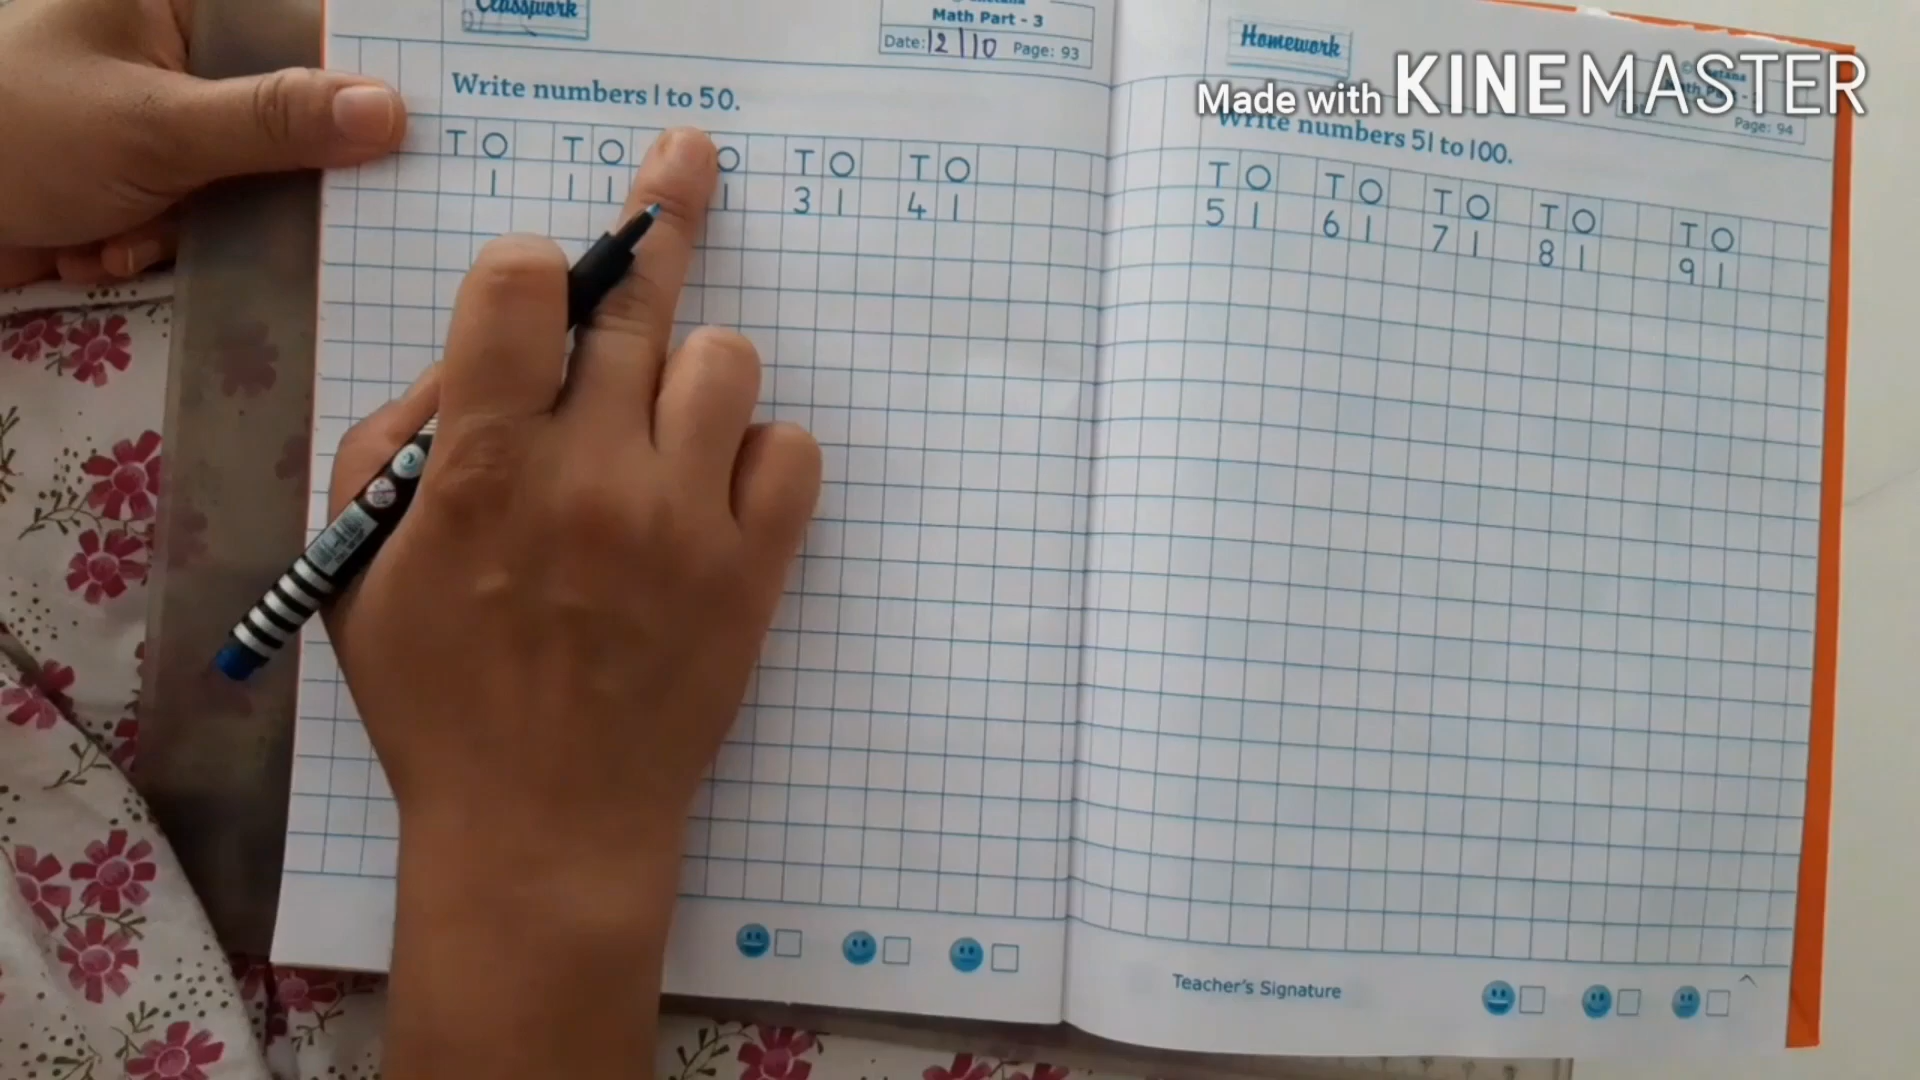 Classwork
Math Part - 3
Date: 12/10 Page: 93
Write numbers 1 to 50.
T O T O O T O T O
1 1 1 1 3 1 4 1
Homework
Made with KINEMASTER
Page: 94
Write numbers 51 to 100.
T O T O T O T O T O
5 1 6 1 7 1 8 1 9 1
Teacher's Signature